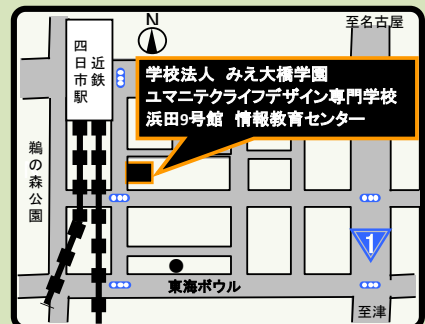 N
至名古屋
近鉄
四日市駅
学校法人 みえ大橋学園
ユマニテクライフデザイン専門学校
浜田9号館 情報教育センター
鵜の森公園
1
東海ボウル
至津